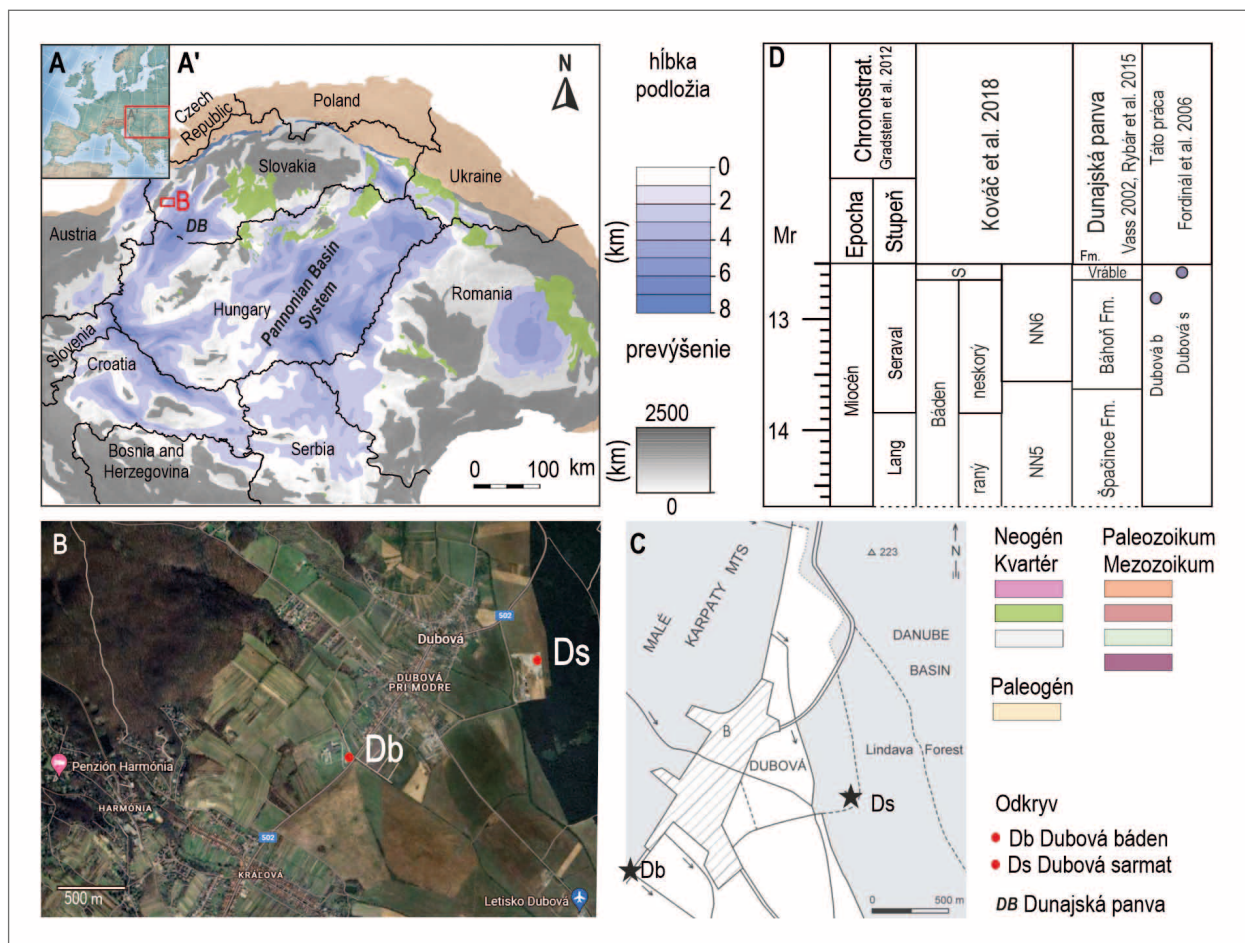 A
A'
N
Czech
Republic
Poland
Slovakia
Ukraine
B
DB
Austria
Pannonian Basin
System
Hungary
Romania
Slovenia
Croatia
Bosnia and
Herzegovina
Serbia
0 100 km
hĺbka
podložia
(km)
0
2
4
6
8
prevýšenie
2500
(km)
0
D
Mr
Chronostrat.
Gradstein et al. 2012
Epocha
Stupeň
Kováč et al. 2018
Dunajská panva
Vass 2002, Rybár et al. 2015
Fm.
Táto práca
Fordinál et al. 2006
13
14
Miocén
Seraval
Lang
S
Báden
neskorý
raný
NN6
NN5
Vráble
Báhoň Fm.
Špačince Fm.
Dubová b
Dubová s
B
502
Dubová
DUBOVÁ
PRI MODRE
Ds
Db
Penzión Harmónia
HARMÓNIA
502
KRÁĽOVÁ
500 m
Letisko Dubová
C
MALÉ
KARPATY MTS
223
N
DANUBE
BASIN
B
DUBOVÁ
Lindava Forest
Ds
Db
0 500 m
Neogén
Kvartér
Paleozoikum
Mezozoikum
Paleogén
Odkryv
Db Dubová báden
Ds Dubová sarmat
DB Dunajská panva